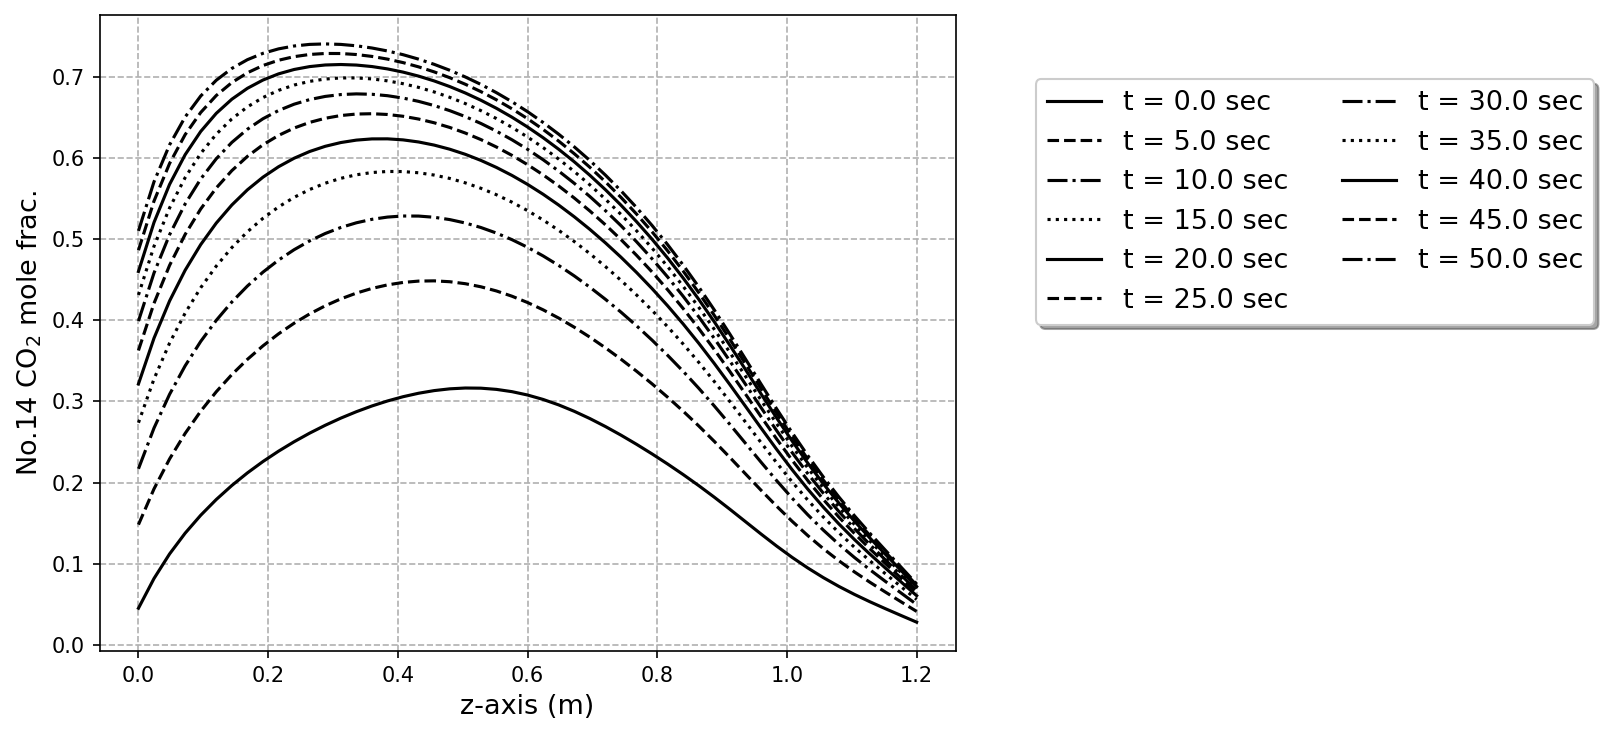 No.14 CO₂ mole frac.
0.7
0.6
0.5
0.4
0.3
0.2
0.1
0.0
0.0 0.2 0.4 0.6 0.8 1.0 1.2
z-axis (m)
t = 0.0 sec
t = 5.0 sec
t = 10.0 sec
t = 15.0 sec
t = 20.0 sec
t = 25.0 sec
t = 30.0 sec
t = 35.0 sec
t = 40.0 sec
t = 45.0 sec
t = 50.0 sec